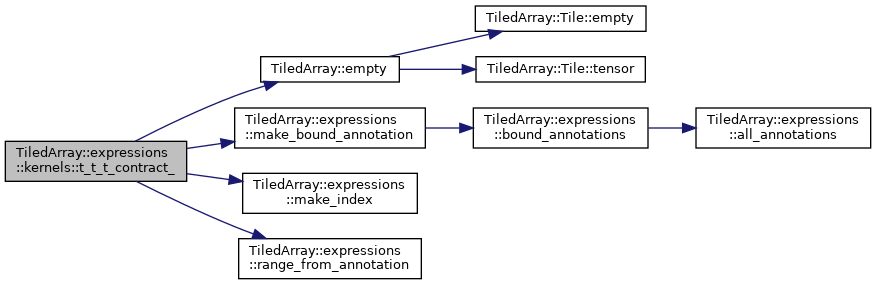 TiledArray::expressions
::kernels::t_t_t_contract_
TiledArray::empty
TiledArray::Tile::empty
TiledArray::Tile::tensor
TiledArray::expressions
::make_bound_annotation
TiledArray::expressions
::bound_annotations
TiledArray::expressions
::all_annotations
TiledArray::expressions
::make_index
TiledArray::expressions
::range_from_annotation